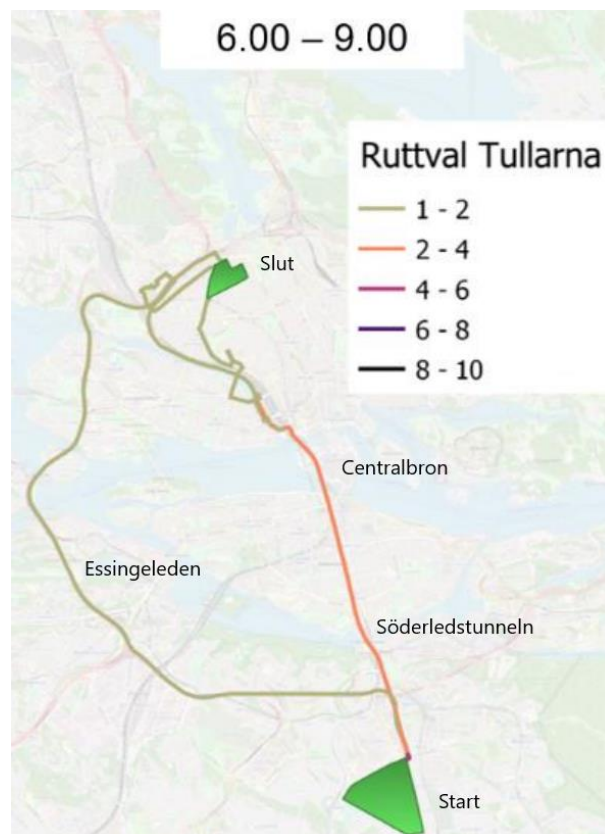 6.00 – 9.00
Ruttval Tullarna
1 - 2
2 - 4
4 - 6
6 - 8
8 - 10
Slut
Centralbron
Essingeleden
Söderledstunneln
Start